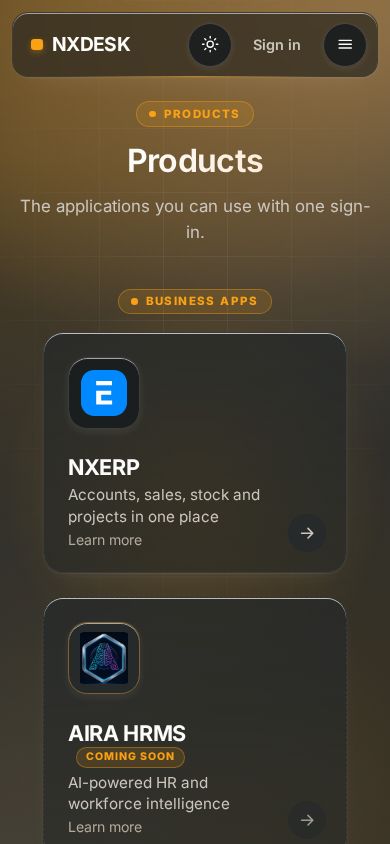 NXDESK
Sign in
PRODUCTS
Products
The applications you can use with one sign-
in.
BUSINESS APPS
NXERP
Accounts, sales, stock and
projects in one place
Learn more
AIRA HRMS
COMING SOON
AI-powered HR and
workforce intelligence
Learn more